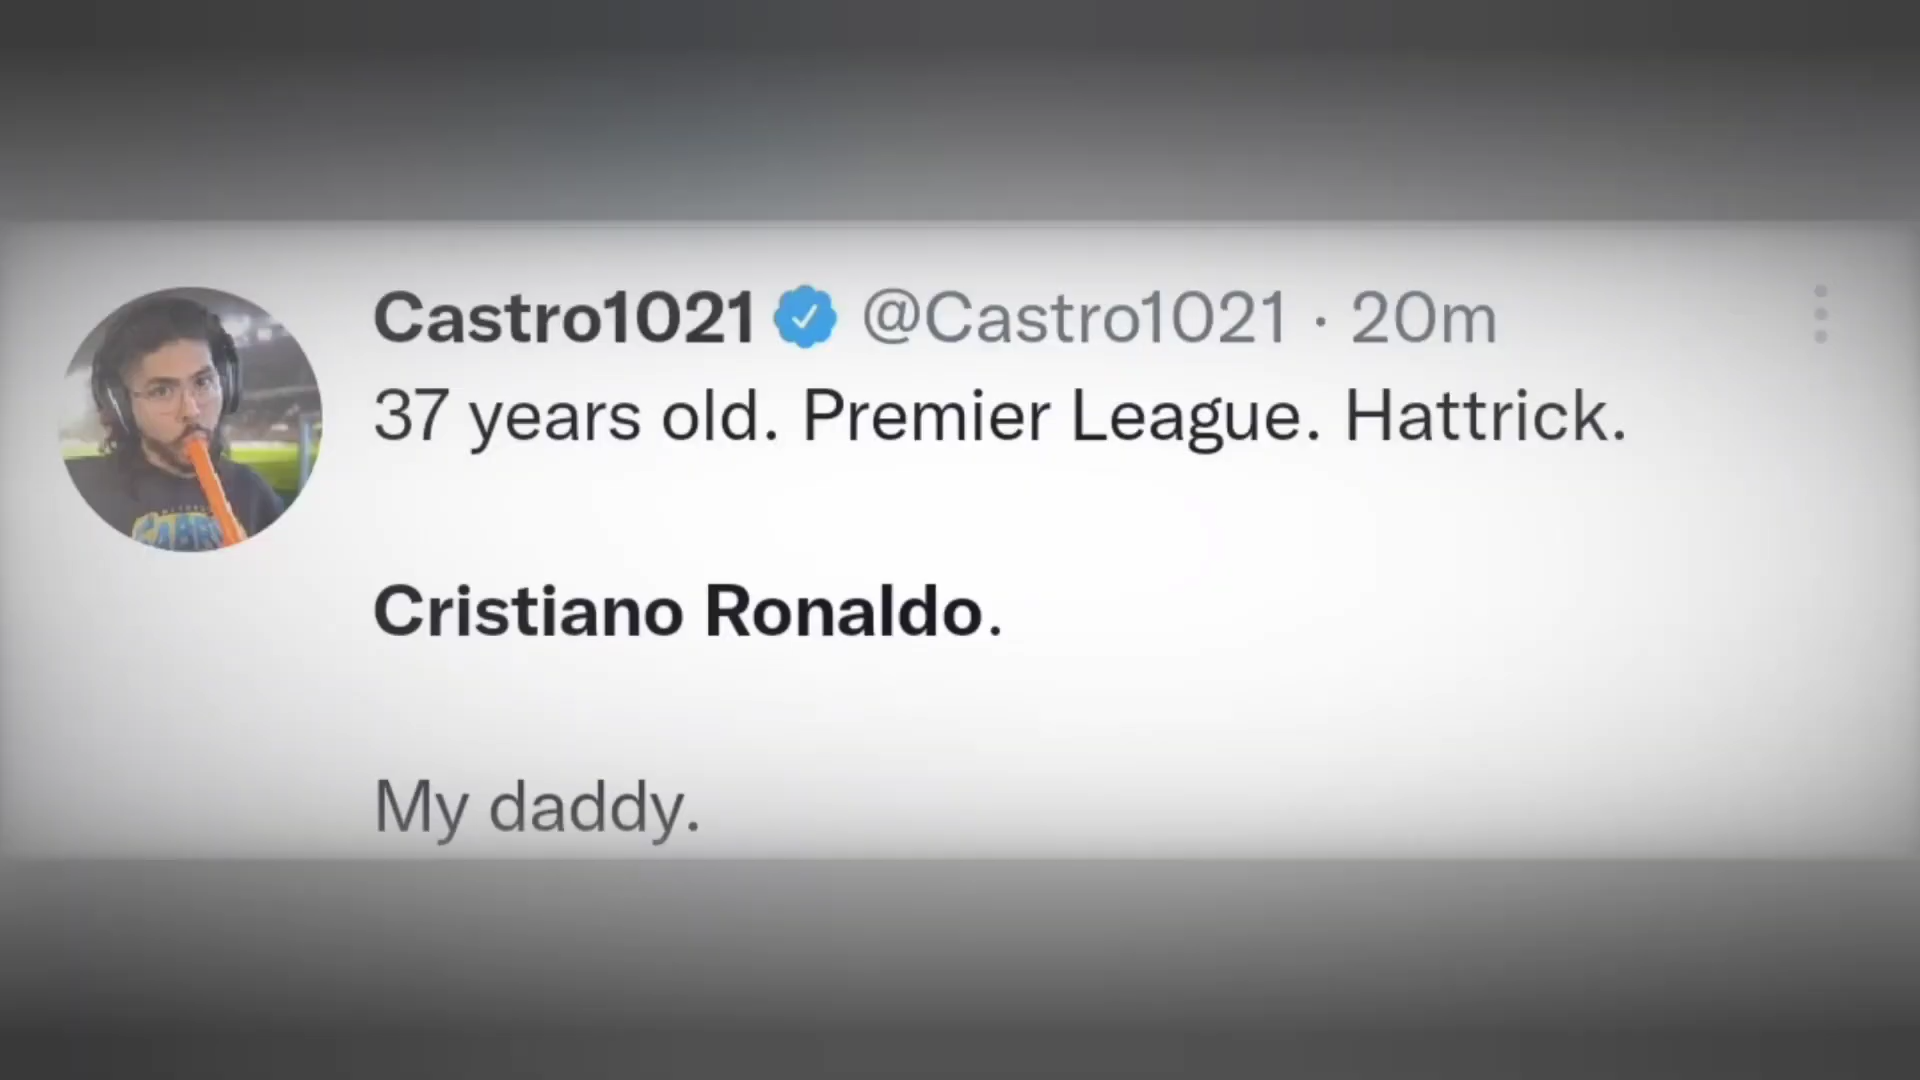 Castro1021 @Castro1021 · 20m
37 years old. Premier League. Hattrick.
Cristiano Ronaldo.
My daddy.